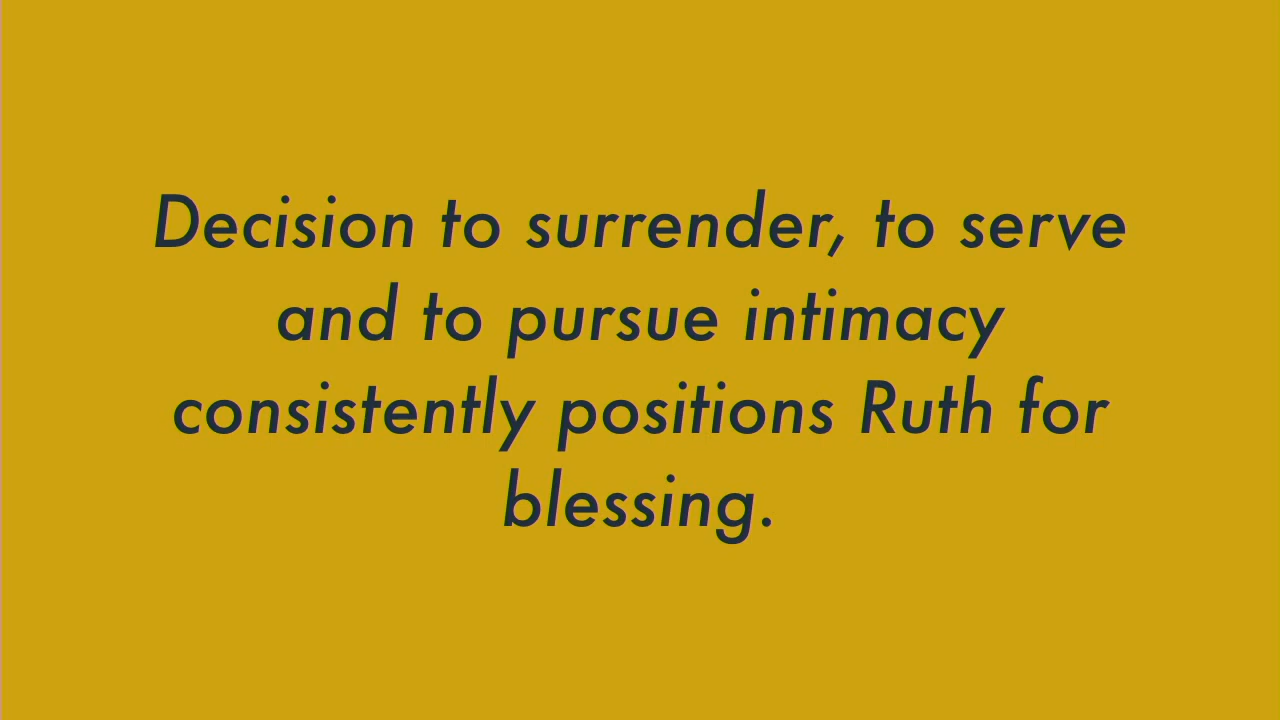 Decision to surrender, to serve
and to pursue intimacy
consistently positions Ruth for
blessing.